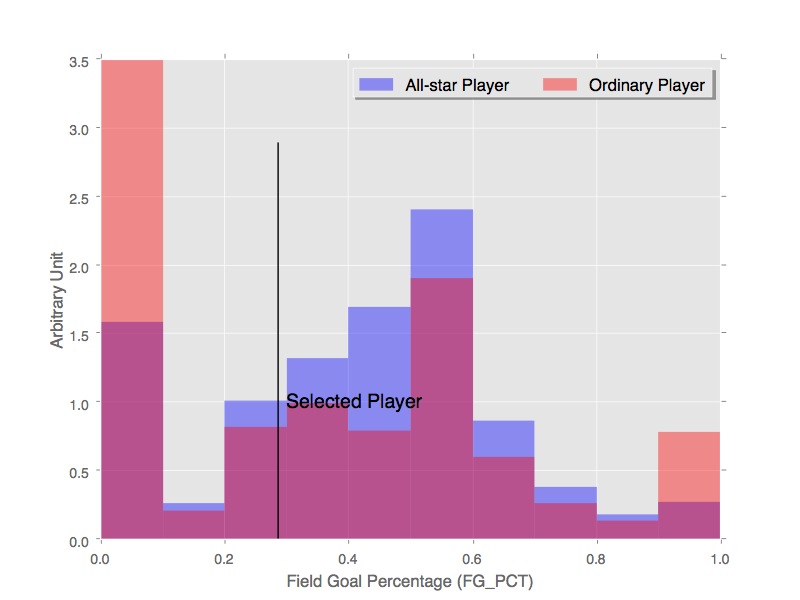 3.5
3.0
2.5
2.0
1.5
1.0
0.5
0.0
Arbitrary Unit
All-star Player Ordinary Player
Selected Player
0.0 0.2 0.4 0.6 0.8 1.0
Field Goal Percentage (FG_PCT)